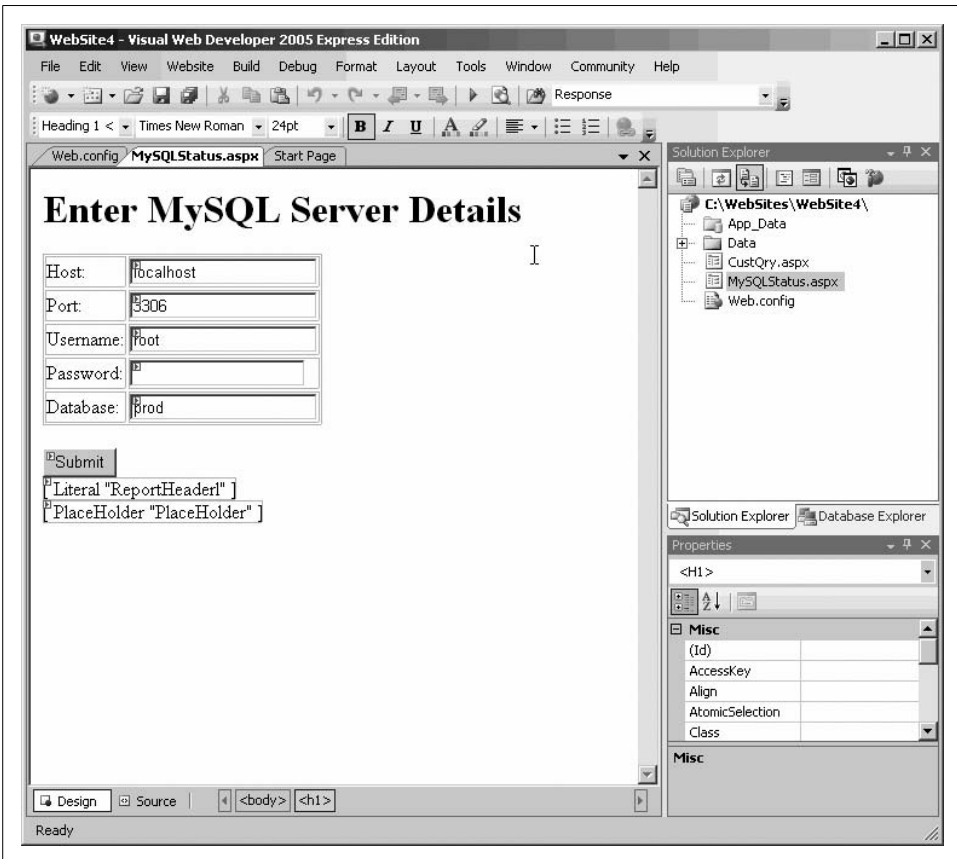 WebSite4 - Visual Web Developer 2005 Express Edition
File Edit View Website Build Debug Format Layout Tools Window Community Help
Response
Heading 1 < Times New Roman 24pt B I U A
Web.config MySQLStatus.aspx Start Page
Enter MySQL Server Details
Host: localhost
Port: 3306
Username: root
Password:
Database: prod
Submit
[ Literal "ReportHeaderl" ]
[ PlaceHolder "PlaceHolder" ]
Design Source <body> <h1>
Ready
Solution Explorer
C:\WebSites\WebSite4\
App_Data
Data
CustQry.aspx
MySQLStatus.aspx
Web.config
Solution Explorer Database Explorer
Properties
<H1>
Misc
(Id)
AccessKey
Align
AtomicSelection
Class
Misc